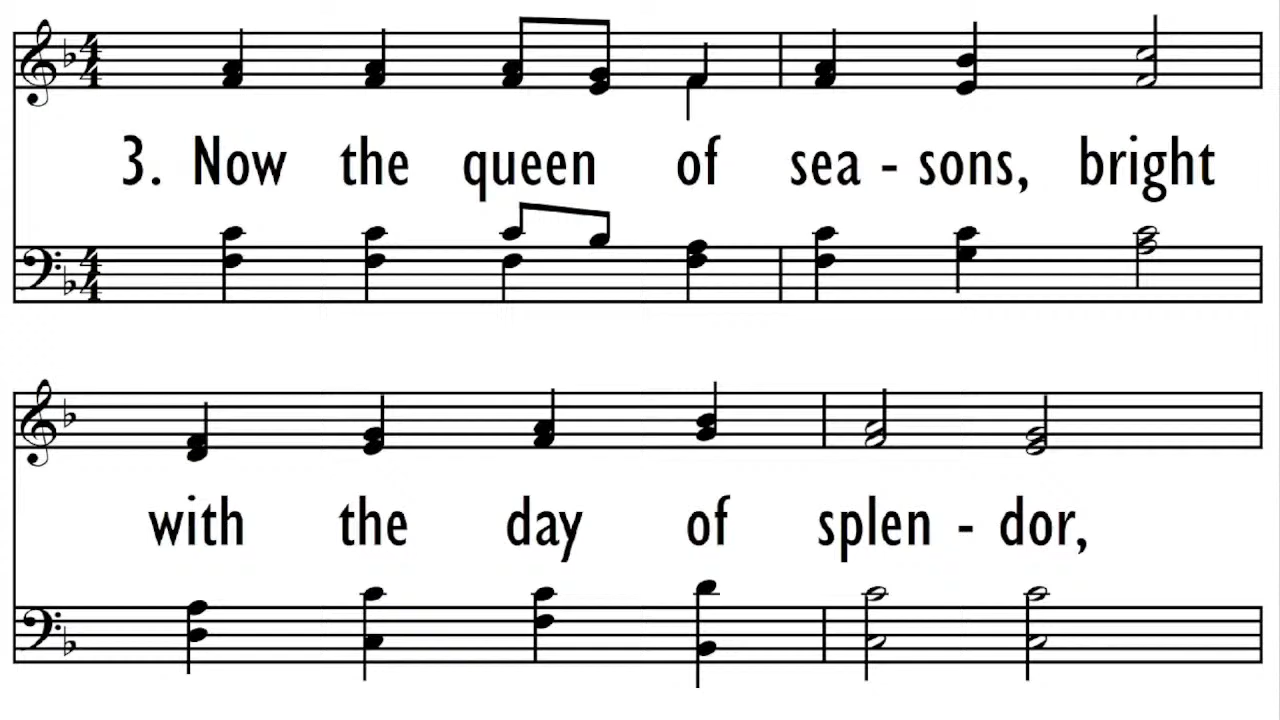 3. Now the queen of sea - sons, bright
with the day of splen - dor,